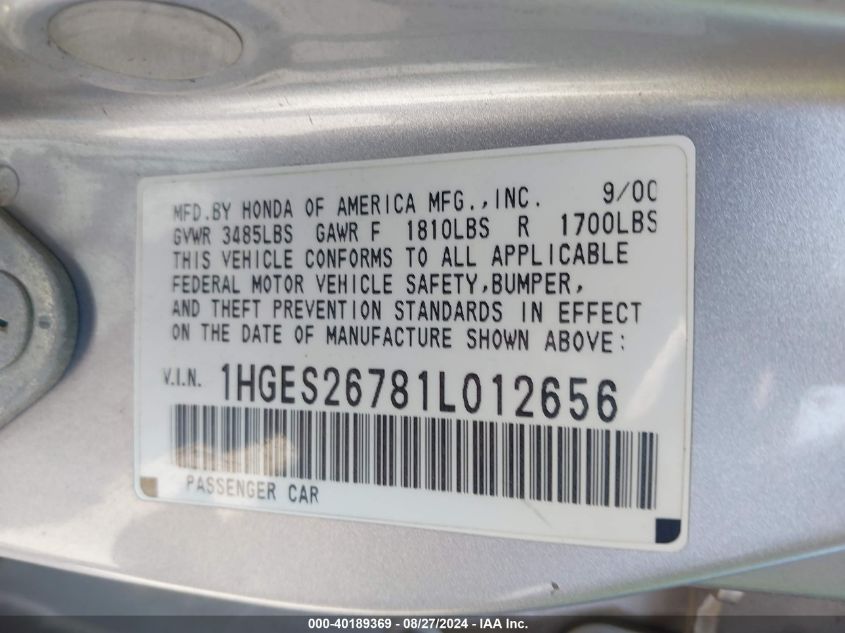 MFD.BY HONDA OF AMERICA MFG.,INC. 9/00
GVWR 3485LBS GAWR F 1810LBS R 1700LBS
THIS VEHICLE CONFORMS TO ALL APPLICABLE
FEDERAL MOTOR VEHICLE SAFETY,BUMPER,
AND THEFT PREVENTION STANDARDS IN EFFECT
ON THE DATE OF MANUFACTURE SHOWN ABOVE:
V.I.N. 1HGES26781L012656
PASSENGER CAR
000-40189369 - 08/27/2024 - IAA Inc.